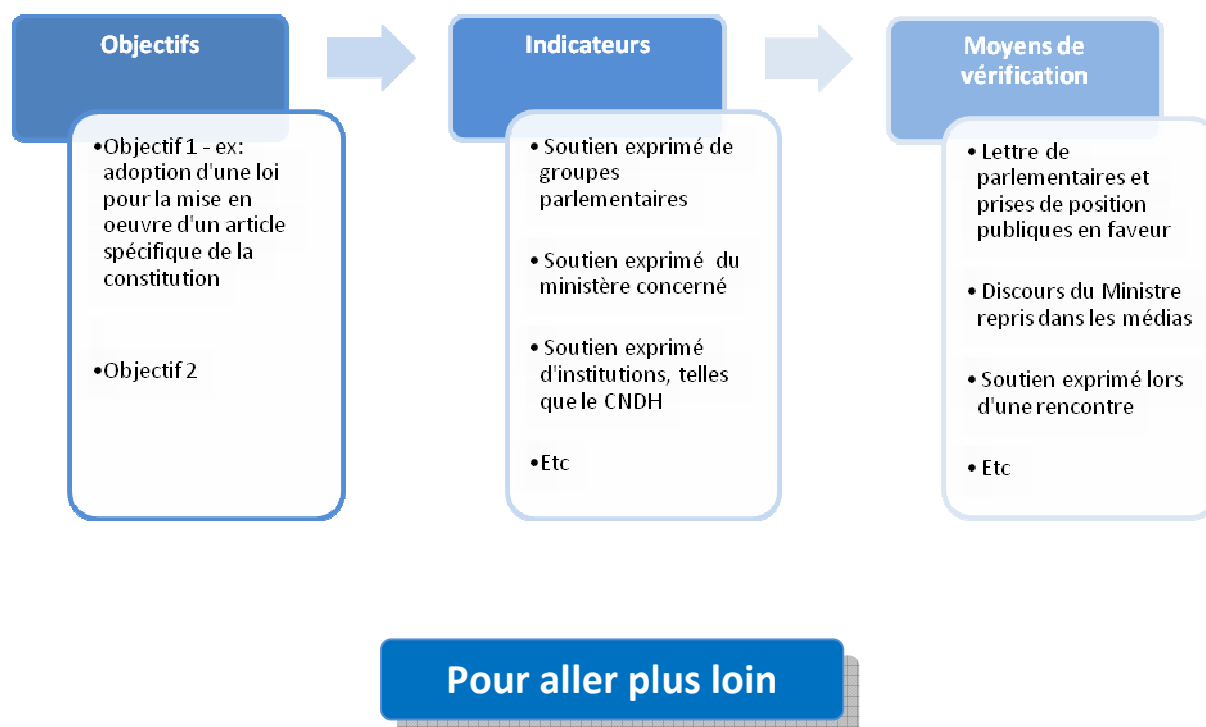 Objectifs
•Objectif 1 - ex:
adoption d'une loi
pour la mise en
oeuvre d'un article
spécifique de la
constitution
•Objectif 2
Indicateurs
• Soutien exprimé de
groupes
parlementaires
• Soutien exprimé du
ministère concerné
• Soutien exprimé
d'institutions, telles
que le CNDH
•Etc
Moyens de
vérification
• Lettre de
parlementaires et
prises de position
publiques en faveur
• Discours du Ministre
repris dans les médias
• Soutien exprimé lors
d'une rencontre
• Etc
Pour aller plus loin